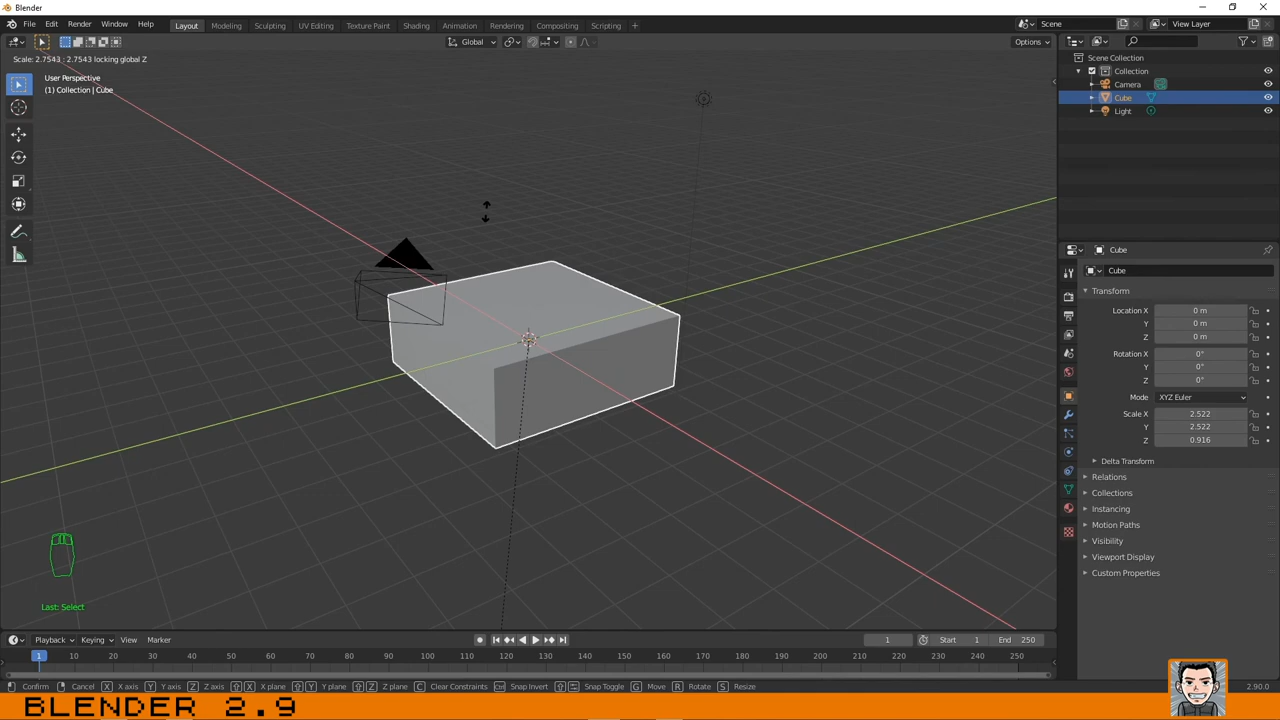 Blender
File Edit Render Window Help Layout Modeling Sculpting UV Editing Texture Paint Shading Animation Rendering Compositing Scripting + Scene View Layer
Global Options
Scale: 2.7543 : 2.7543 locking global Z
User Perspective
(1) Collection | Cube
Scene Collection
Collection
Camera
Cube
Light
Cube
Cube
Transform
Location X 0 m
Y 0 m
Z 0 m
Rotation X 0°
Y 0°
Z 0°
Mode XYZ Euler
Scale X 2.522
Y 2.522
Z 0.916
Delta Transform
Relations
Collections
Instancing
Motion Paths
Visibility
Viewport Display
Custom Properties
Last: Select
Playback Keying View Marker 1 Start 1 End 250
1 10 20 30 40 50 60 70 80 90 100 110 120 130 140 150 160 170 180 190 200 210 220 230 240 250
Confirm Cancel X X axis Y Y axis Z Z axis X X plane Y Y plane Z Z plane C Clear Constraints Ctrl Snap Invert Snap Toggle G Move R Rotate S Resize 2.90.0
BLENDER 2.9